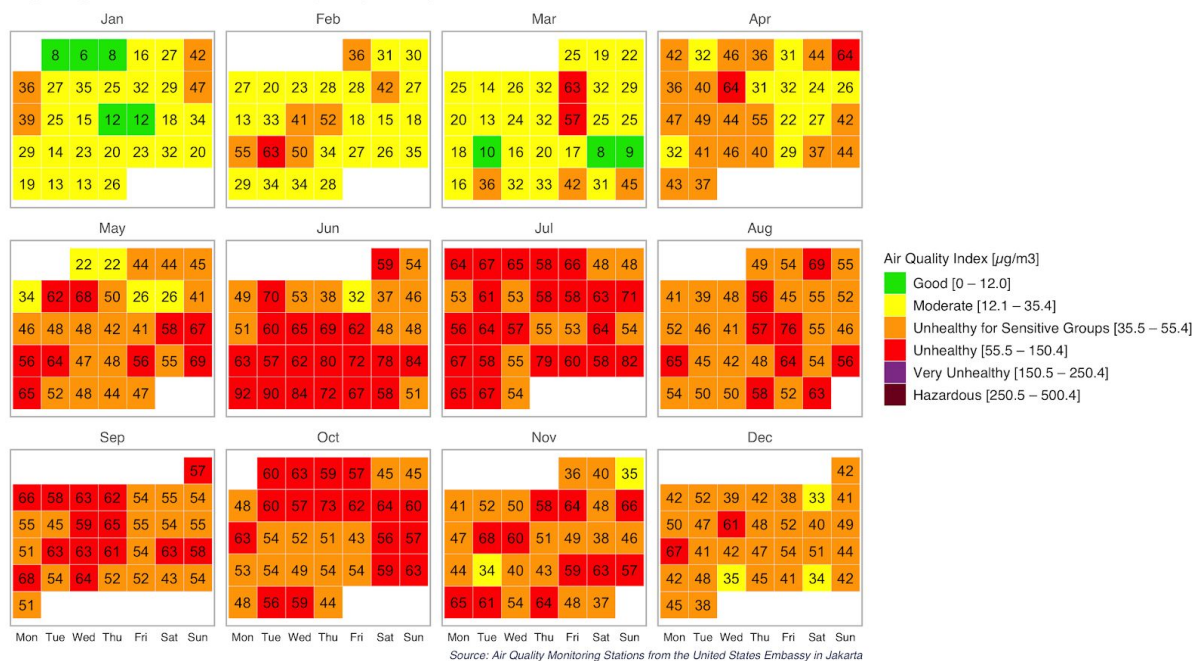 Jan Feb Mar Apr
8 6 8 16 27 42 36 31 30 25 19 22 42 32 46 36 31 44 64
36 27 35 25 32 29 47 27 20 23 28 28 42 27 25 14 26 32 63 32 29 36 40 64 31 32 24 26
39 25 15 12 12 18 34 13 33 41 52 18 15 18 20 13 24 32 57 25 25 47 49 44 55 22 27 42
29 14 23 20 23 32 20 55 63 50 34 27 26 35 18 10 16 20 17 8 9 32 41 46 40 29 37 44
19 13 13 26 29 34 34 28 16 36 32 33 42 31 45 43 37
May Jun Jul Aug
22 22 44 44 45 59 54 64 67 65 58 66 48 48 49 54 69 55
34 62 68 50 26 26 41 49 70 53 38 32 37 46 53 61 53 58 58 63 71 41 39 48 56 45 55 52
46 48 48 42 41 58 67 51 60 65 69 62 48 48 56 64 57 55 53 64 54 52 46 41 57 76 55 46
56 64 47 48 56 55 69 63 57 62 80 72 78 84 67 58 55 79 60 58 82 65 45 42 48 64 54 56
65 52 48 44 47 92 90 84 72 67 58 51 65 67 54 54 50 50 58 52 63
Air Quality Index [µg/m3]
Good [0 – 12.0]
Moderate [12.1 – 35.4]
Unhealthy for Sensitive Groups [35.5 – 55.4]
Unhealthy [55.5 – 150.4]
Very Unhealthy [150.5 – 250.4]
Hazardous [250.5 – 500.4]
Sep Oct Nov Dec
57 60 63 59 57 45 45 36 40 35 42
66 58 63 62 54 55 54 48 60 57 73 62 64 60 41 52 50 58 64 48 66 42 52 39 42 38 33 41
55 45 59 65 55 54 55 63 54 52 51 43 56 57 47 68 60 51 49 38 46 50 47 61 48 52 40 49
51 63 63 61 54 63 58 53 54 49 54 54 59 63 44 34 40 43 59 63 57 67 41 42 47 54 51 44
68 54 64 52 52 43 54 48 56 59 44 65 61 54 64 48 37 42 48 35 45 41 34 42
51 45 38
Mon Tue Wed Thu Fri Sat Sun Mon Tue Wed Thu Fri Sat Sun Mon Tue Wed Thu Fri Sat Sun Mon Tue Wed Thu Fri Sat Sun
Source: Air Quality Monitoring Stations from the United States Embassy in Jakarta